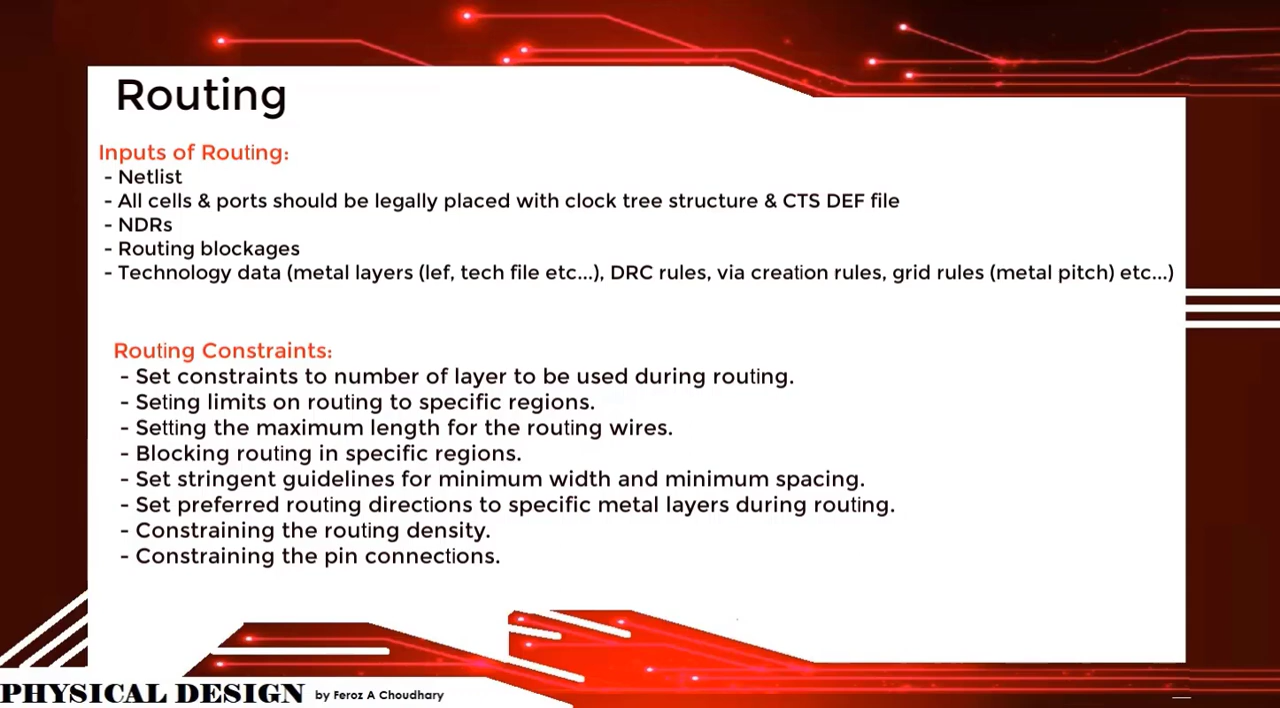 Routing
Inputs of Routing:
- Netlist
- All cells & ports should be legally placed with clock tree structure & CTS DEF file
- NDRs
- Routing blockages
- Technology data (metal layers (lef, tech file etc...), DRC rules, via creation rules, grid rules (metal pitch) etc...)
Routing Constraints:
- Set constraints to number of layer to be used during routing.
- Seting limits on routing to specific regions.
- Setting the maximum length for the routing wires.
- Blocking routing in specific regions.
- Set stringent guidelines for minimum width and minimum spacing.
- Set preferred routing directions to specific metal layers during routing.
- Constraining the routing density.
- Constraining the pin connections.
PHYSICAL DESIGN by Feroz A Choudhary